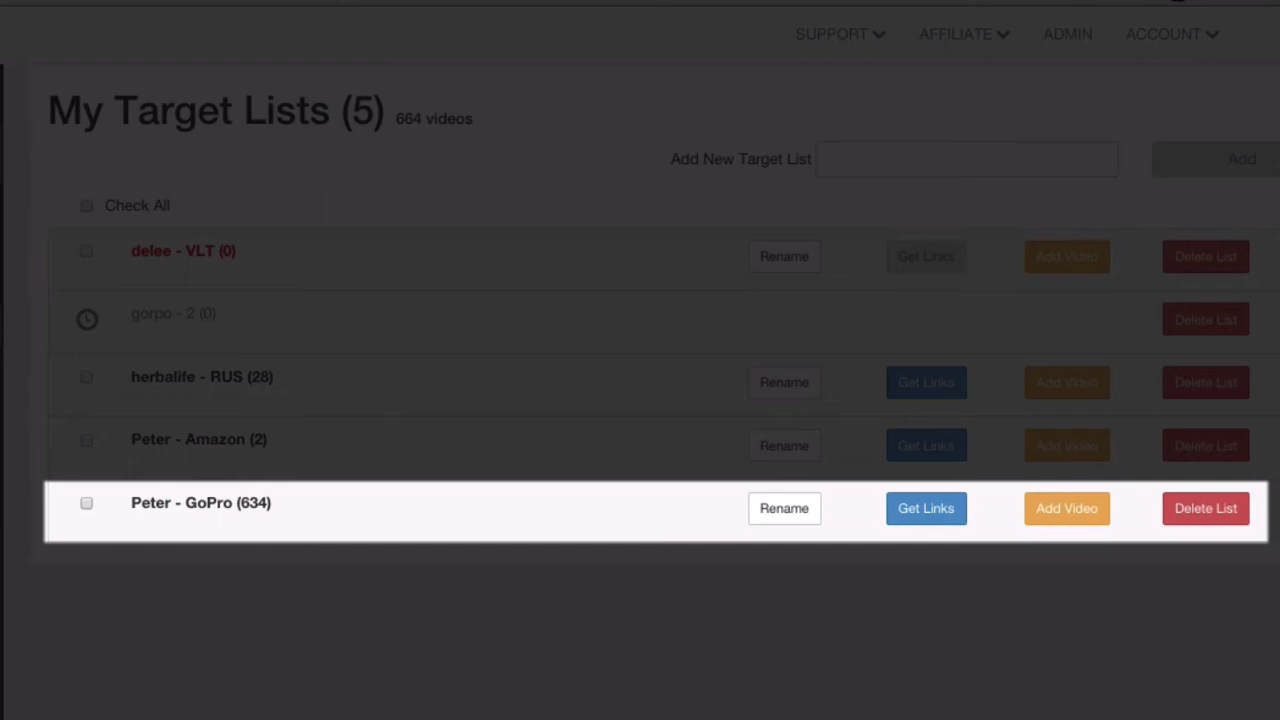 SUPPORT AFFILIATE ADMIN ACCOUNT
My Target Lists (5) 664 videos
Add New Target List Add
Check All
delee - VLT (0) Rename Get Links Add Video Delete List
gorpo - 2 (0) Delete List
herbalife - RUS (28) Rename Get Links Add Video Delete List
Peter - Amazon (2) Rename Get Links Add Video Delete List
Peter - GoPro (634) Rename Get Links Add Video Delete List